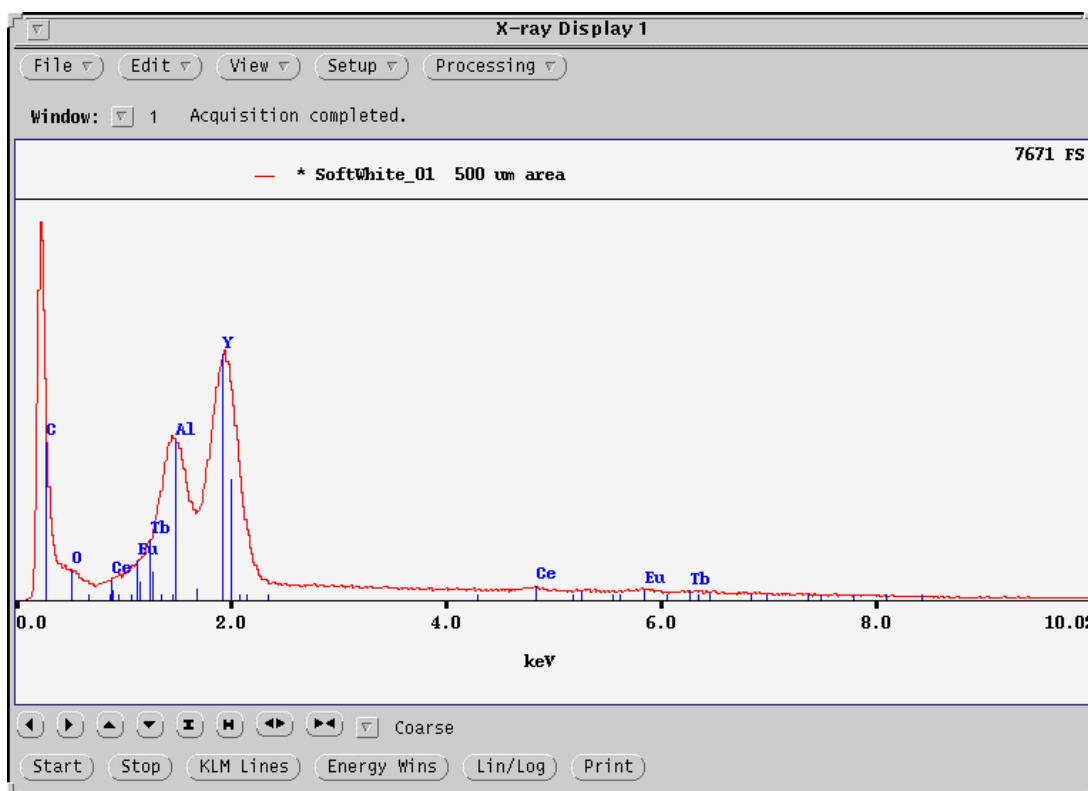 X-ray Display 1
File Edit View Setup Processing
Window: 1 Acquisition completed.
7671 FS
* SoftWhite_01 500 um area
Y
C Al
Tb
O Ce Eu
Ce Eu Tb
0.0 2.0 4.0 6.0 8.0 10.02
keV
I H Coarse
Start Stop KLM Lines Energy Wins Lin/Log Print